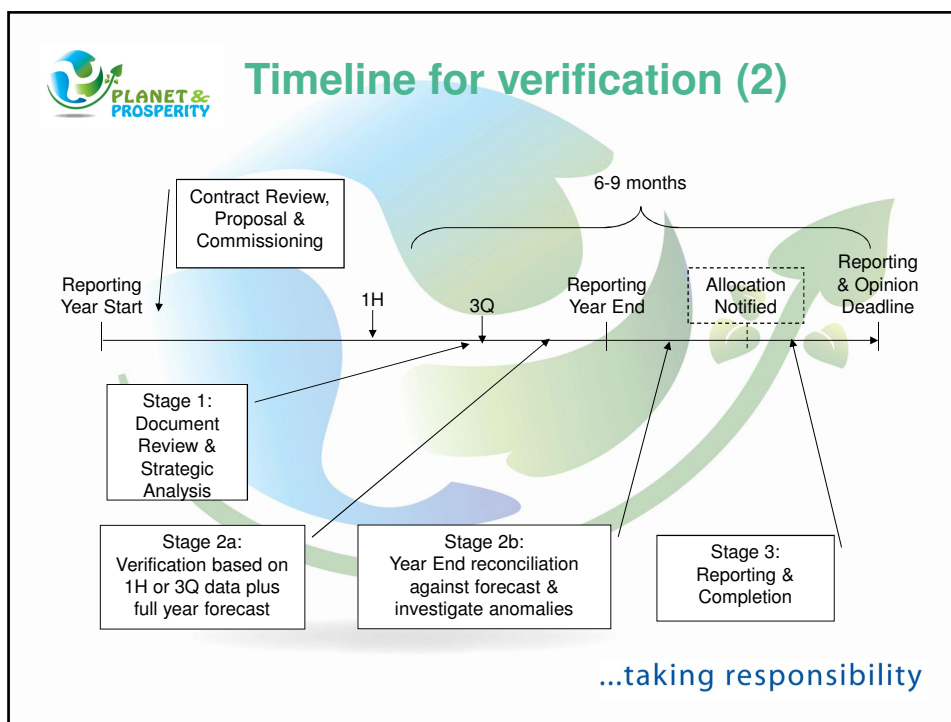 PLANET &
PROSPERITY
Timeline for verification (2)
6-9 months
Contract Review,
Proposal &
Commissioning
Reporting
Year Start
1H
3Q
Reporting
Year End
Allocation
Notified
Reporting
& Opinion
Deadline
Stage 1:
Document
Review &
Strategic
Analysis
Stage 2a:
Verification based on
1H or 3Q data plus
full year forecast
Stage 2b:
Year End reconciliation
against forecast &
investigate anomalies
Stage 3:
Reporting &
Completion
...taking responsibility